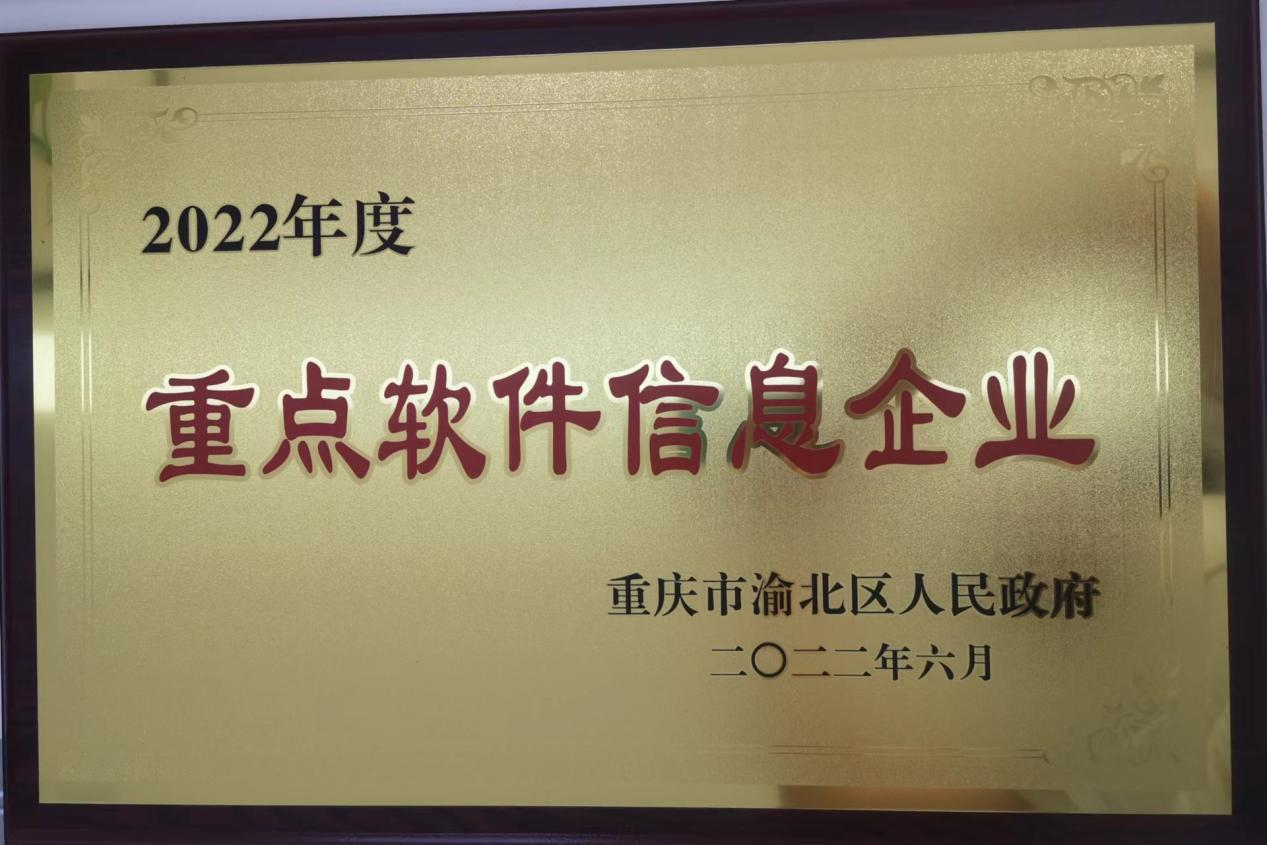 2022年度
重点软件信息企业
重庆市渝北区人民政府
二〇二二年六月